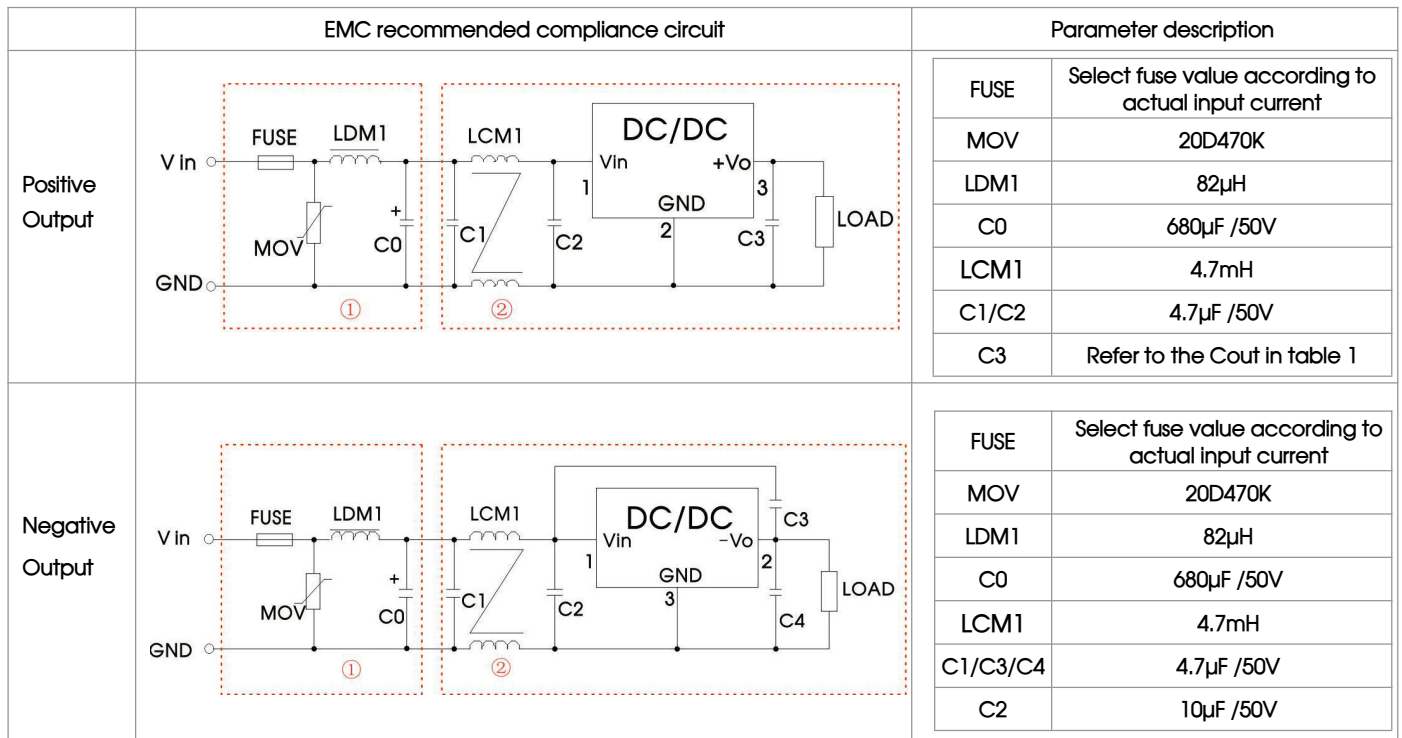 EMC recommended compliance circuit
Parameter description
Positive
Output
FUSE
LDM1
LCM1
DC/DC
V in
Vin
+Vo
1
3
GND
2
MOV
+
C0
C1
C2
C3
LOAD
GND
①
②
FUSE
Select fuse value according to
actual input current
MOV
20D470K
LDM1
82µH
C0
680µF /50V
LCM1
4.7mH
C1/C2
4.7µF /50V
C3
Refer to the Cout in table 1
Negative
Output
FUSE
LDM1
LCM1
DC/DC
C3
V in
Vin
-Vo
1
2
GND
3
MOV
+
C0
C1
C2
C4
LOAD
GND
①
②
FUSE
Select fuse value according to
actual input current
MOV
20D470K
LDM1
82µH
C0
680µF /50V
LCM1
4.7mH
C1/C3/C4
4.7µF /50V
C2
10µF /50V